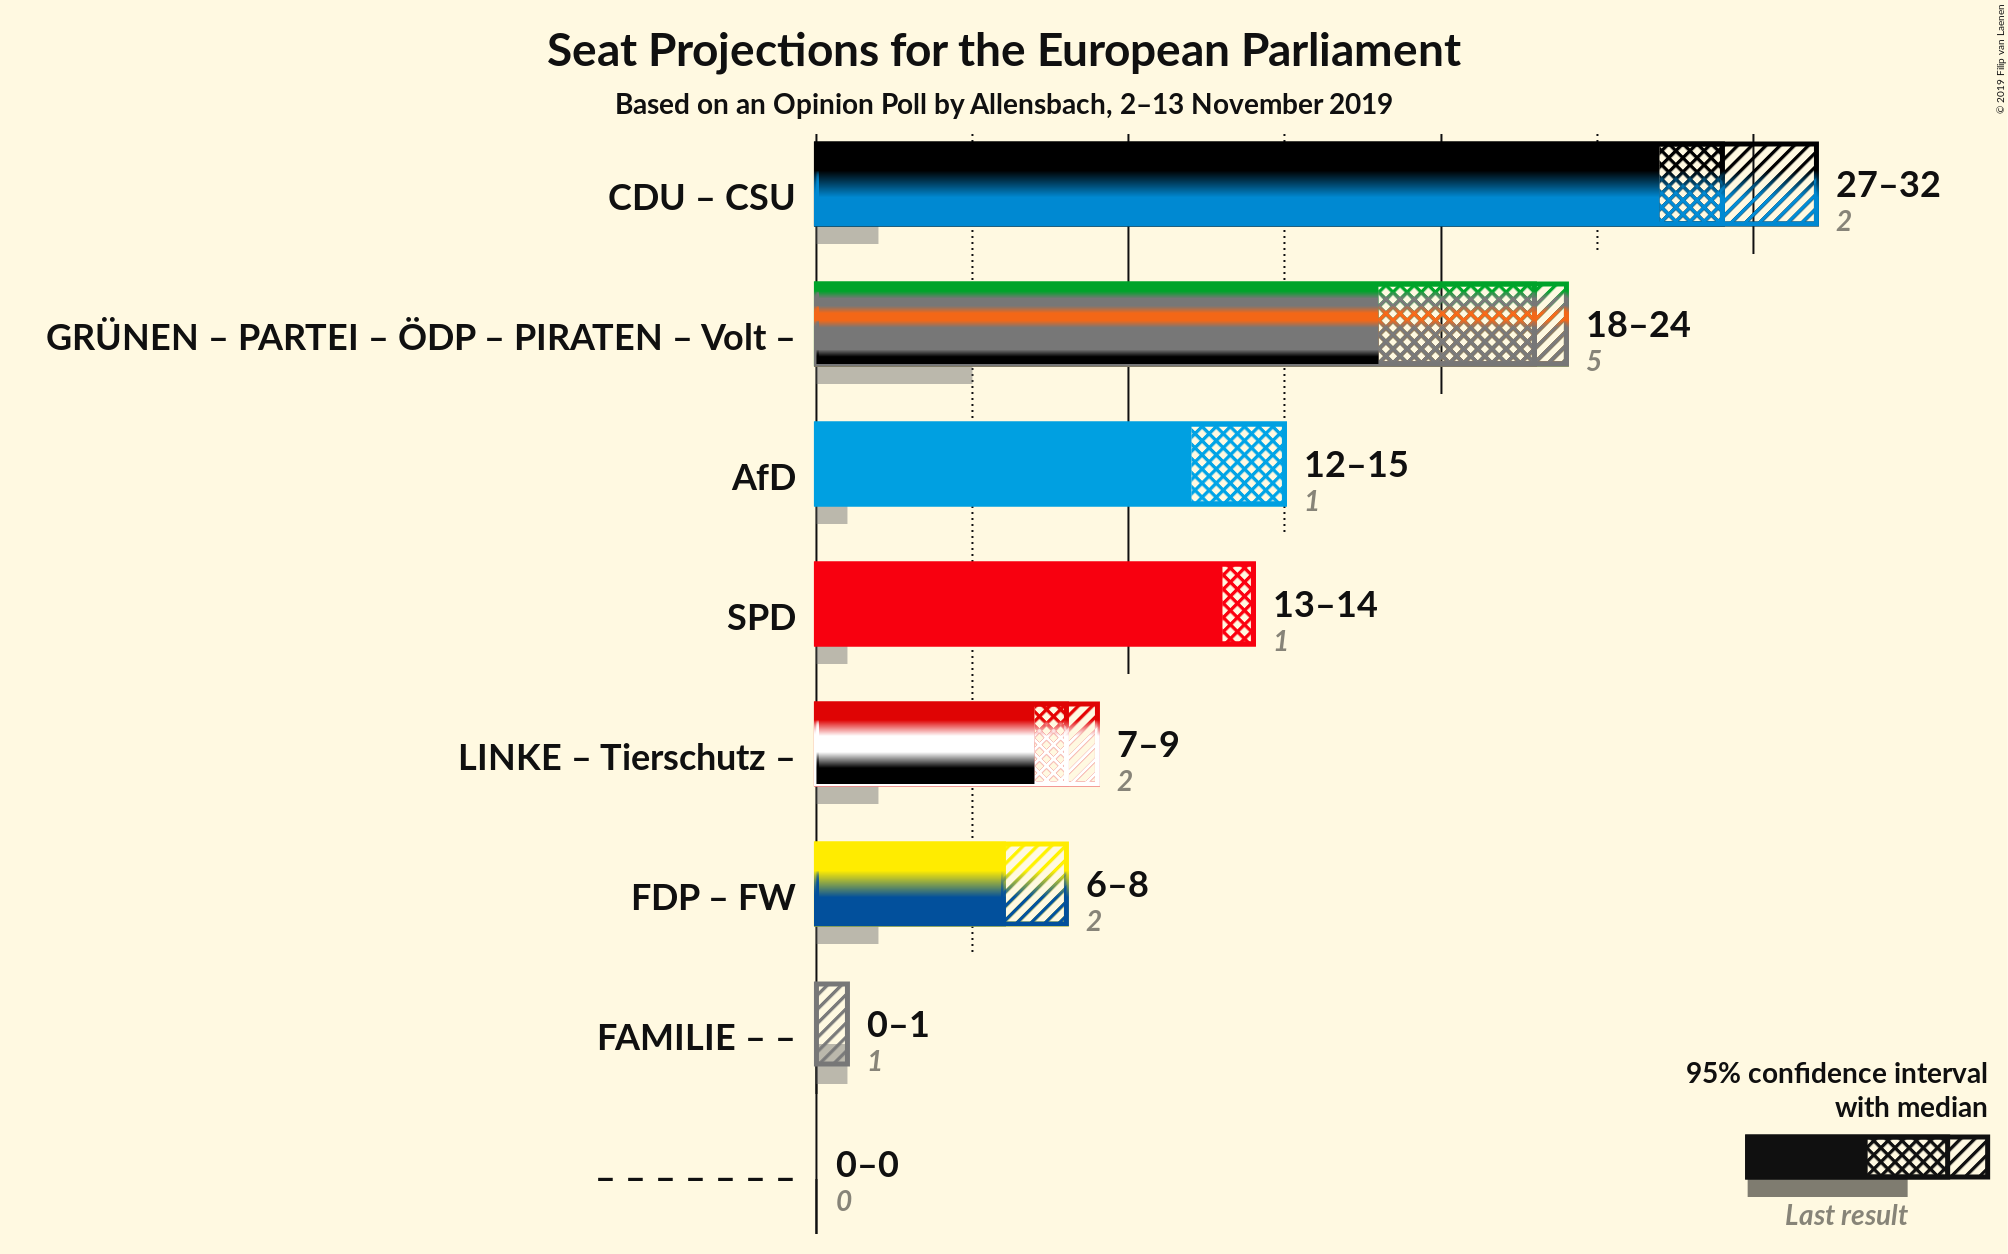 Seat Projections for the European Parliament
Based on an Opinion Poll by Allensbach, 2–13 November 2019
© 2019 Filip van Laenen
CDU – CSU
27–32
2
GRÜNEN – PARTEI – ÖDP – PIRATEN – Volt –
18–24
5
AfD
12–15
1
SPD
13–14
1
LINKE – Tierschutz –
7–9
2
FDP – FW
6–8
2
FAMILIE – –
0–1
1
– – – – – – –
0–0
0
95% confidence interval
with median
Last result